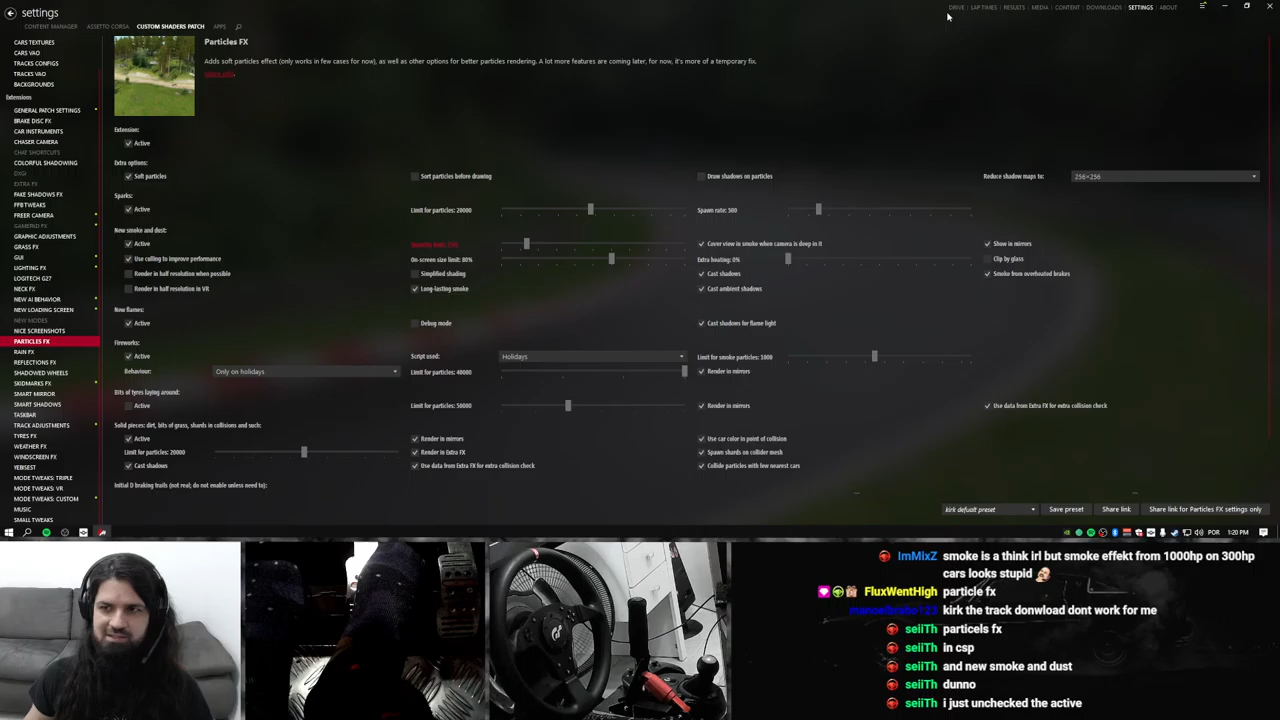 settings
DRIVE | LAP TIMES | RESULTS | MEDIA | CONTENT | DOWNLOADS | SETTINGS | ABOUT
CONTENT MANAGER ASSETTO CORSA CUSTOM SHADERS PATCH APPS
CARS TEXTURES
CARS VAO
TRACKS CONFIGS
TRACKS VAO
BACKGROUNDS
Extensions
GENERAL PATCH SETTINGS
BRAKE DISC FX
CAR INSTRUMENTS
CHASER CAMERA
CHAT SHORTCUTS
COLORFUL SHADOWING
DXGI
EXTRA FX
FAKE SHADOWS FX
FFB TWEAKS
FREER CAMERA
GAMEPAD FX
GRAPHIC ADJUSTMENTS
GRASS FX
GUI
LIGHTING FX
LOGITECH G27
NECK FX
NEW AI BEHAVIOR
NEW LOADING SCREEN
NEW MODES
NICE SCREENSHOTS
PARTICLES FX
RAIN FX
REFLECTIONS FX
SHADOWED WHEELS
SKIDMARKS FX
SMART MIRROR
SMART SHADOWS
TASKBAR
TRACK ADJUSTMENTS
TYRES FX
WEATHER FX
WINDSCREEN FX
YEBISEST
MODE TWEAKS: TRIPLE
MODE TWEAKS: VR
MODE TWEAKS: CUSTOM
MUSIC
SMALL TWEAKS
Particles FX
Adds soft particles effect (only works in few cases for now), as well as other options for better particles rendering. A lot more features are coming later, for now, it's more of a temporary fix.
Extension:
Active
Extra options:
Soft particles Sort particles before drawing Draw shadows on particles Reduce shadow maps to: 256×256
Sparks:
Active Limit for particles: 20000 Spawn rate: 500
New smoke and dust:
Active Cover view in smoke when camera is deep in it Show in mirrors
Use culling to improve performance On-screen size limit: 80% Extra heating: 0% Clip by glass
Render in half resolution when possible Simplified shading Cast shadows Smoke from overheated brakes
Render in half resolution in VR Long-lasting smoke Cast ambient shadows
New flames:
Active Debug mode Cast shadows for flame light
Fireworks:
Active Script used: Holidays Limit for smoke particles: 1000
Behaviour: Only on holidays Limit for particles: 40000 Render in mirrors
Bits of tyres laying around:
Active Limit for particles: 50000 Render in mirrors Use data from Extra FX for extra collision check
Solid pieces: dirt, bits of grass, shards in collisions and such:
Active Render in mirrors Use car color in point of collision
Limit for particles: 20000 Render in Extra FX Spawn shards on collider mesh
Cast shadows Use data from Extra FX for extra collision check Collide particles with few nearest cars
Initial D braking trails (not real; do not enable unless need to):
kirk defualt preset Save preset Share link Share link for Particles FX settings only
POR 1:20 PM
ImMixZ smoke is a think irl but smoke effekt from 1000hp on 300hp
cars looks stupid
FluxWentHigh particle fx
kirk the track donwload dont work for me
seiiTh particels fx
seiiTh in csp
seiiTh and new smoke and dust
seiiTh dunno
seiiTh i just unchecked the active